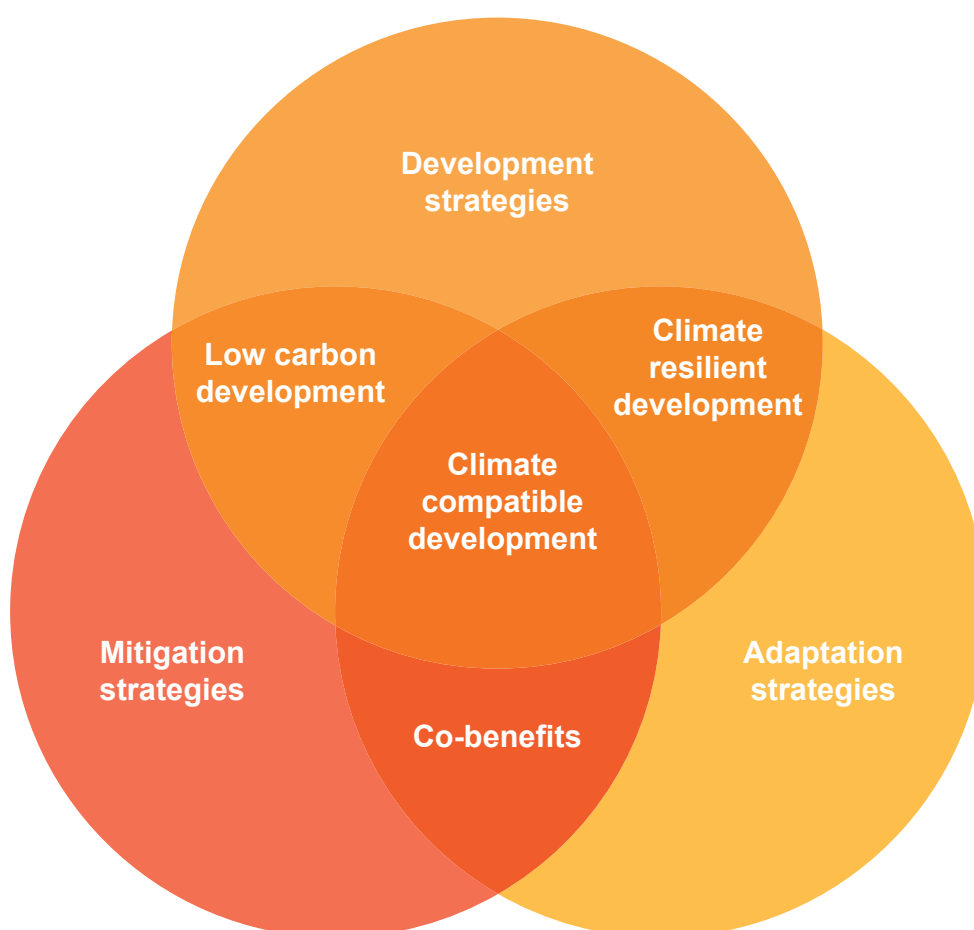 Development
strategies
Low carbon
development
Climate
resilient
development
Climate
compatible
development
Mitigation
strategies
Adaptation
strategies
Co-benefits